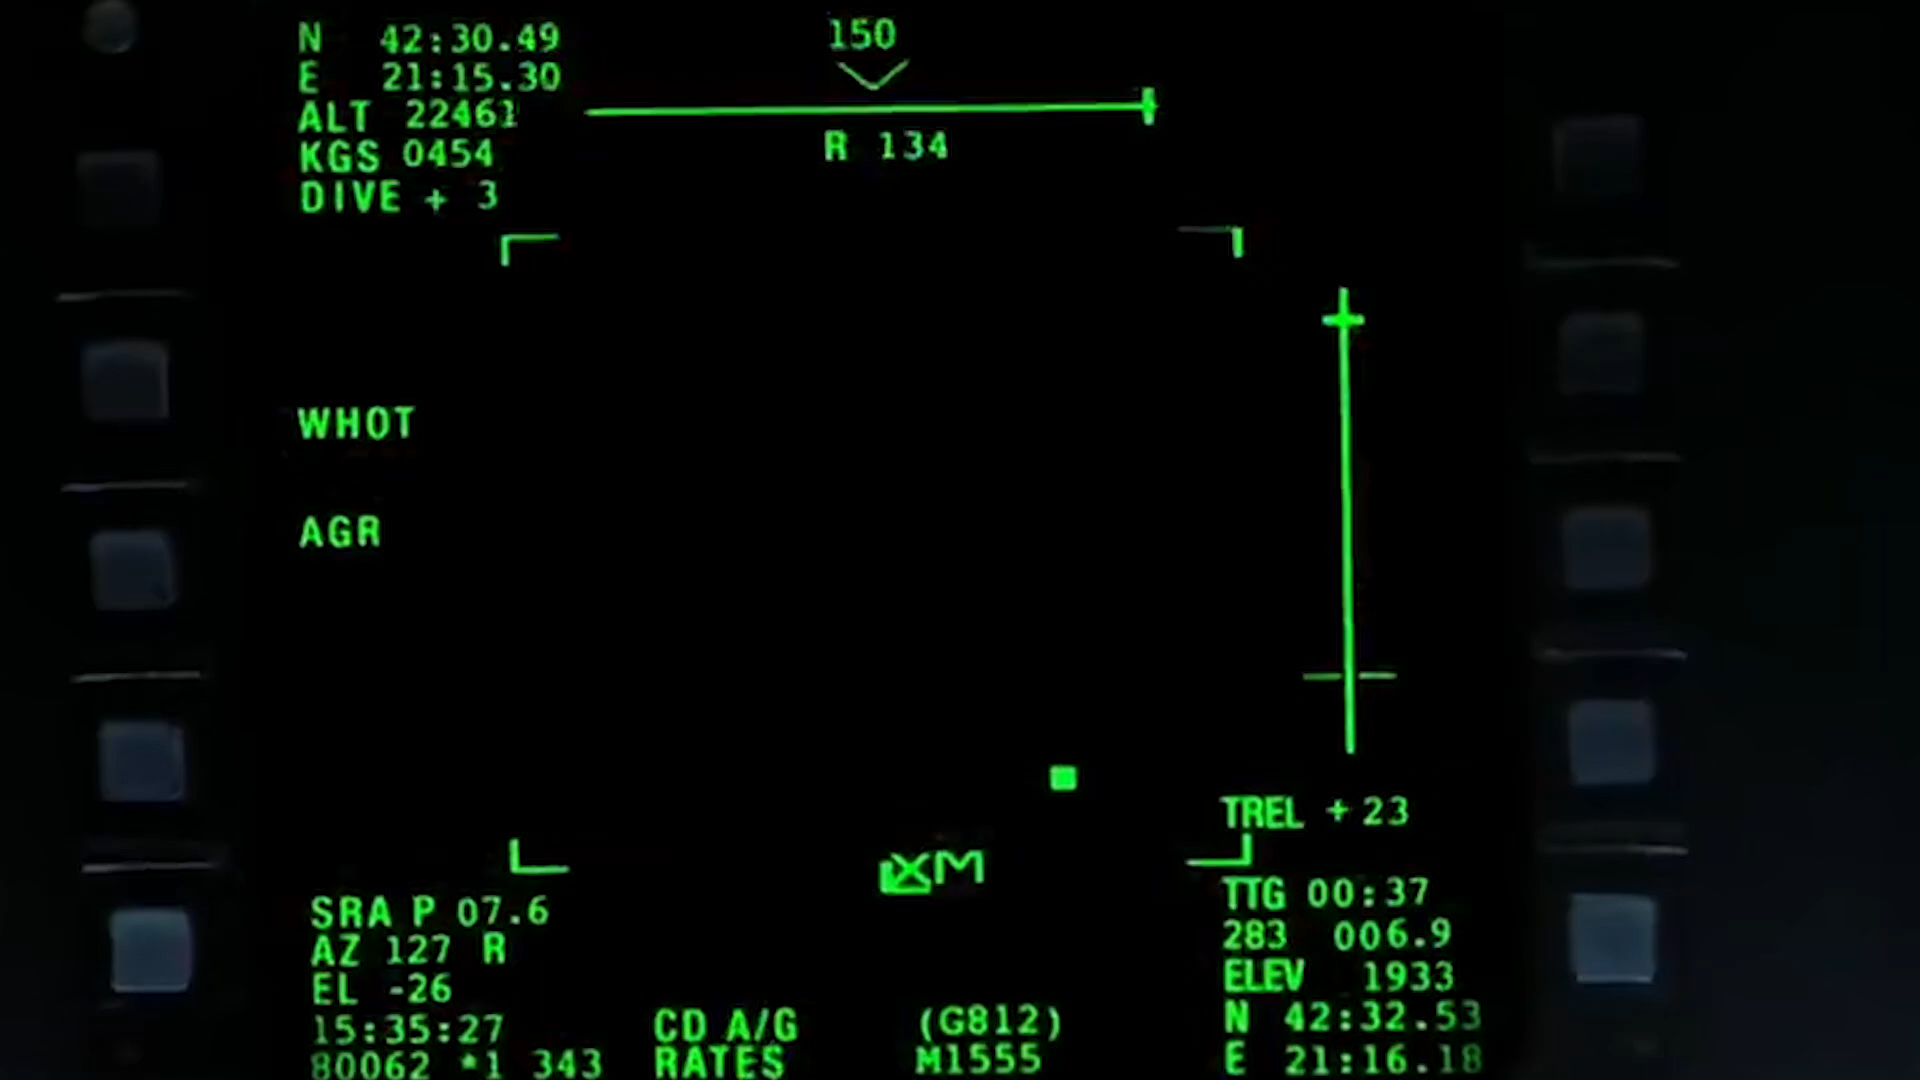 N 42:30.49
E 21:15.30
ALT 22461
KGS 0454
DIVE + 3
150
R 134
WHOT
AGR
TREL +23
XM
SRA P 07.6
AZ 127 R
EL -26
15:35:27
80062 *1 343
CD A/G
RATES
(G812)
M1555
TTG 00:37
283 006.9
ELEV 1933
N 42:32.53
E 21:16.18